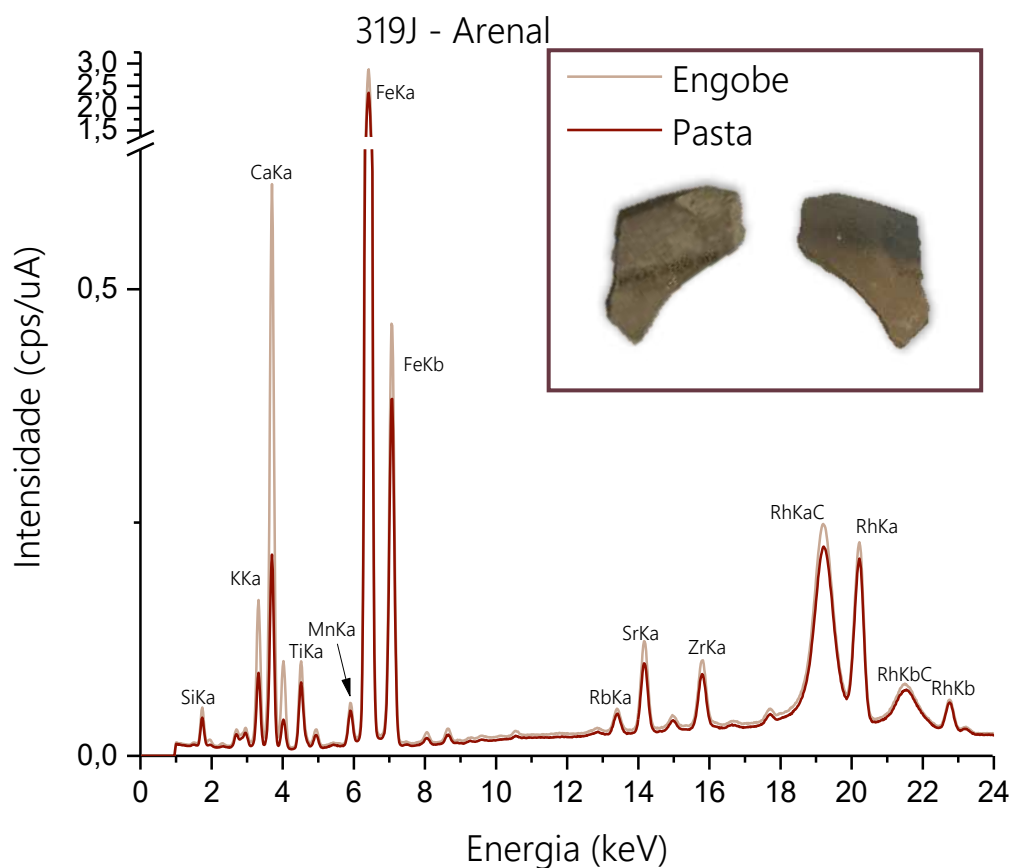 319J - Arenal
3,0
2,5
2,0
1,5
0,5
0,0
Intensidade (cps/uA)
Engobe
Pasta
FeKa
CaKa
FeKb
KKa
MnKa
TiKa
SiKa
RbKa
SrKa
ZrKa
RhKaC
RhKa
RhKbC
RhKb
0 2 4 6 8 10 12 14 16 18 20 22 24
Energia (keV)